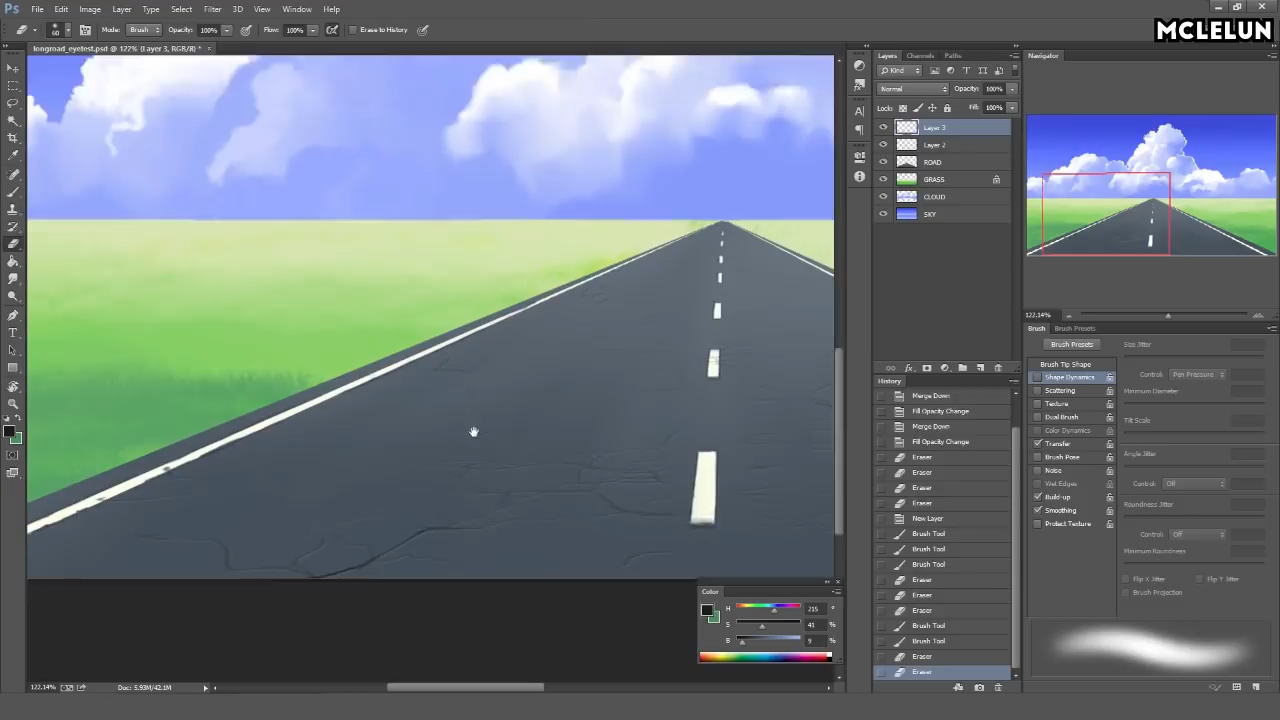 Ps File Edit Image Layer Type Select Filter 3D View Window Help
MCLELUN
60 Mode: Brush Opacity: 100% Flow: 100% Erase to History
longroad_eyetest.psd @ 122% (Layer 3, RGB/8) *
Layers Channels Paths
Kind
Normal Opacity: 100%
Lock: Fill: 100%
Layer 3
Layer 2
ROAD
GRASS
CLOUD
SKY
Navigator
122.14%
History
Merge Down
Fill Opacity Change
Merge Down
Fill Opacity Change
Eraser
Eraser
Eraser
Eraser
New Layer
Brush Tool
Brush Tool
Brush Tool
Eraser
Eraser
Eraser
Brush Tool
Brush Tool
Eraser
Eraser
Brush Brush Presets
Brush Presets
Brush Tip Shape
Shape Dynamics
Scattering
Texture
Dual Brush
Color Dynamics
Transfer
Brush Pose
Noise
Wet Edges
Build-up
Smoothing
Protect Texture
Size Jitter
Control: Pen Pressure
Minimum Diameter
Tilt Scale
Angle Jitter
Control: Off
Roundness Jitter
Control: Off
Minimum Roundness
Flip X Jitter Flip Y Jitter
Brush Projection
Color
H 215 °
S 41 %
B 9 %
122.14% Doc: 5.93M/42.1M